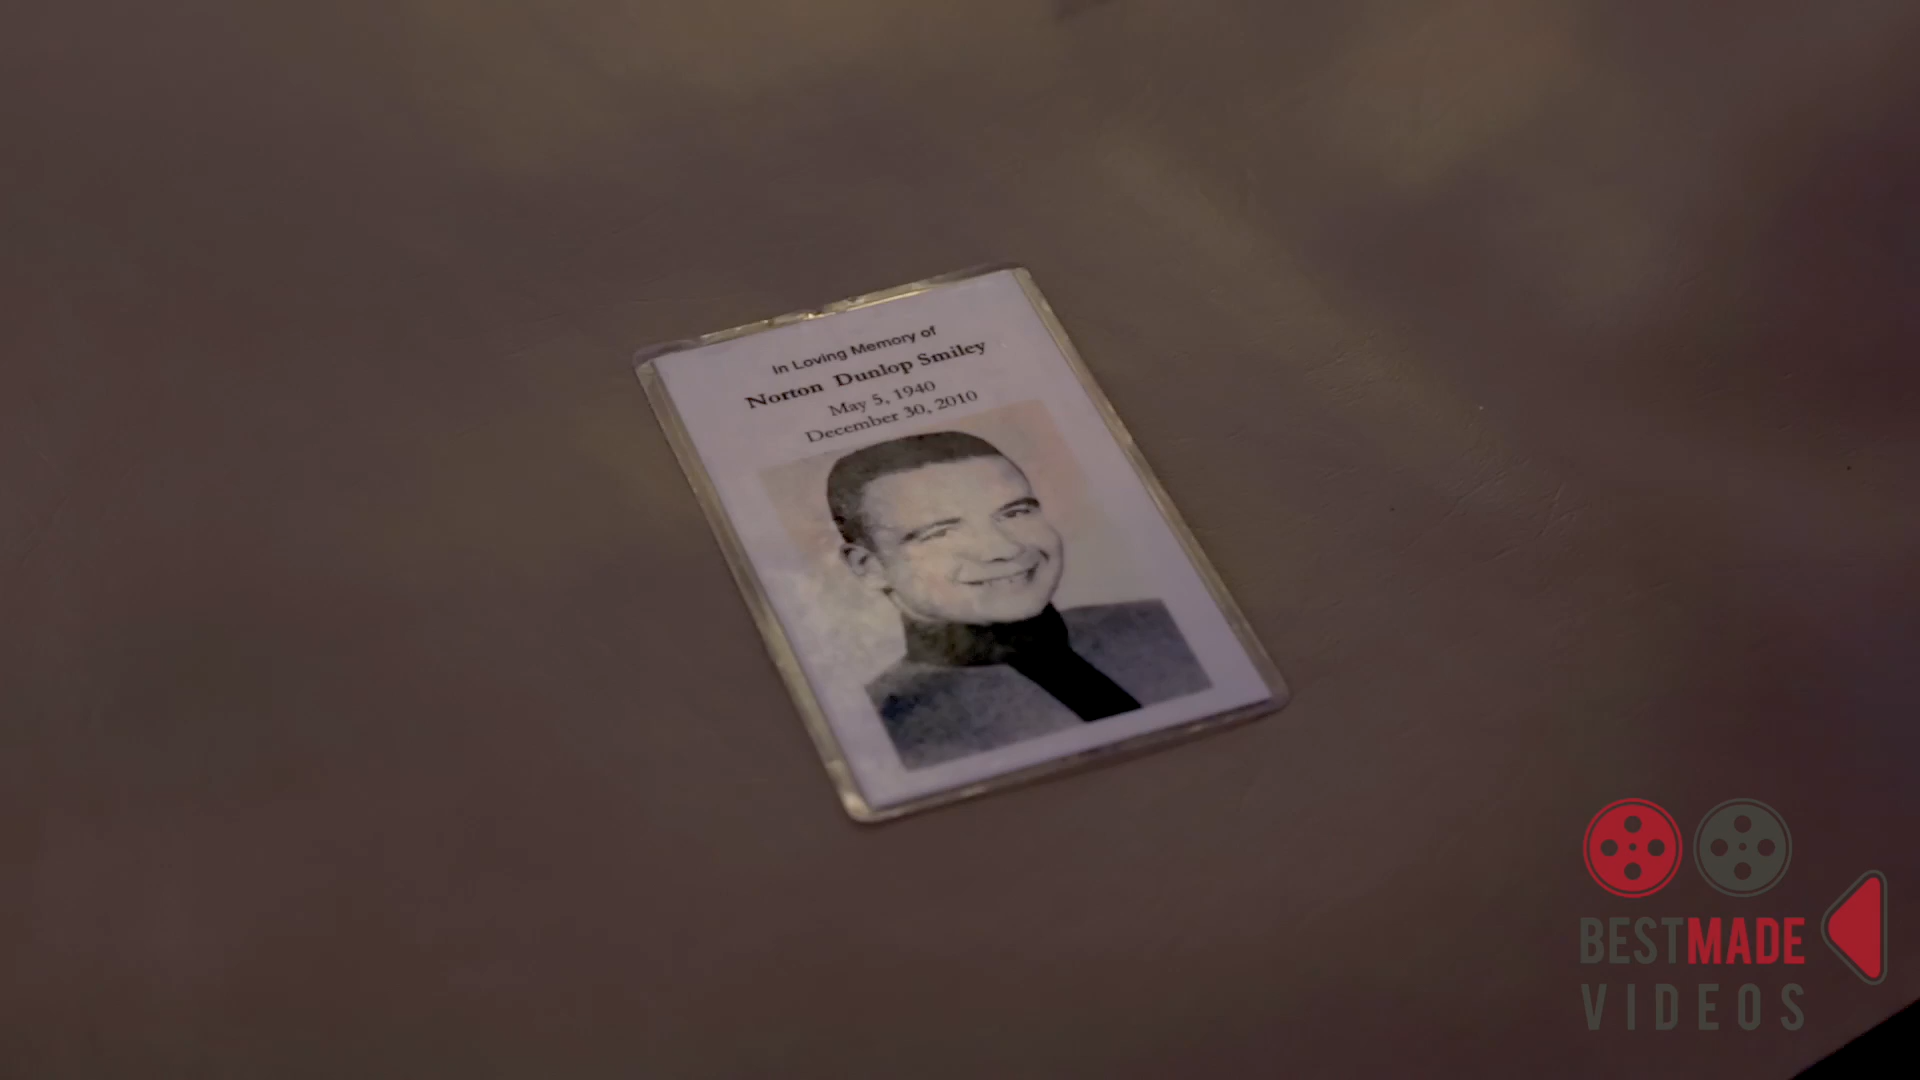 In Loving Memory of
Norton Dunlop Smiley
May 5, 1940
December 30, 2010
BESTMADE
VIDEOS